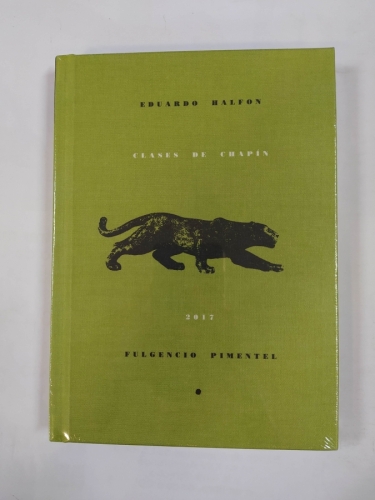 EDUARDO HALFON
CLASES DE CHAPÍN
2017
FULGENCIO PIMENTEL